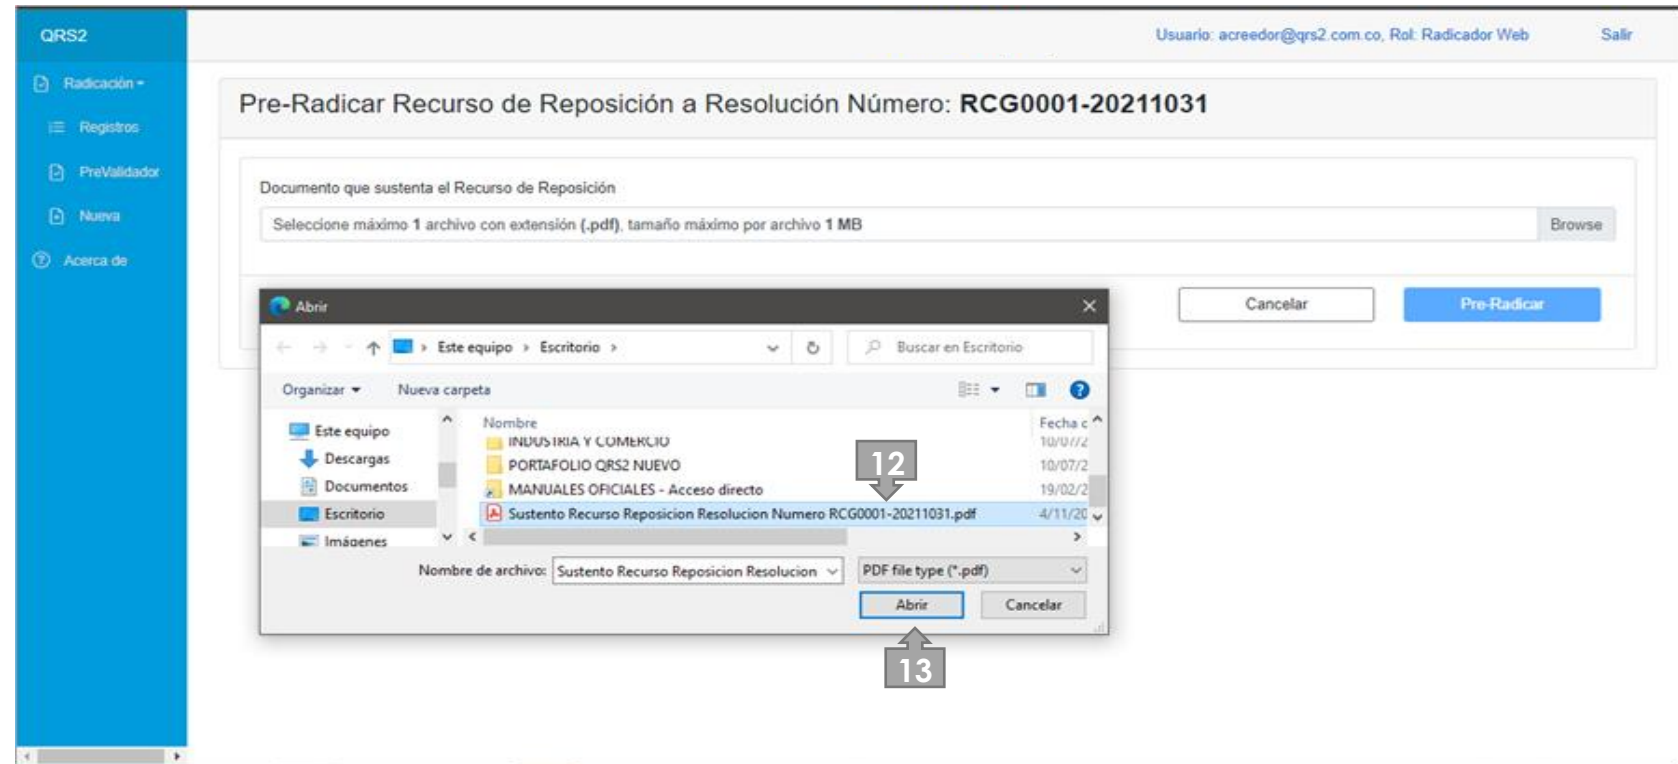 QRS2
Usuario: acreedor@qrs2.com.co, Rol: Radicador Web
Salir
Radicación
Registros
PreValidador
Nueva
Acerca de
Pre-Radicar Recurso de Reposición a Resolución Número: RCG0001-20211031
Documento que sustenta el Recurso de Reposición
Seleccione máximo 1 archivo con extensión (.pdf), tamaño máximo por archivo 1 MB
Browse
Cancelar
Pre-Radicar
Abrir
Este equipo > Escritorio >
Buscar en Escritorio
Organizar
Nueva carpeta
Este equipo
Descargas
Documentos
Escritorio
Imágenes
Nombre
Fecha c
INDUSTRIA Y COMERCIO
10/07/2
PORTAFOLIO QRS2 NUEVO
10/07/2
MANUALES OFICIALES - Acceso directo
19/02/2
Sustento Recurso Reposicion Resolucion Numero RCG0001-20211031.pdf
4/11/20
12
Nombre de archivo:
Sustento Recurso Reposicion Resolucion
PDF file type (*.pdf)
Abrir
Cancelar
13